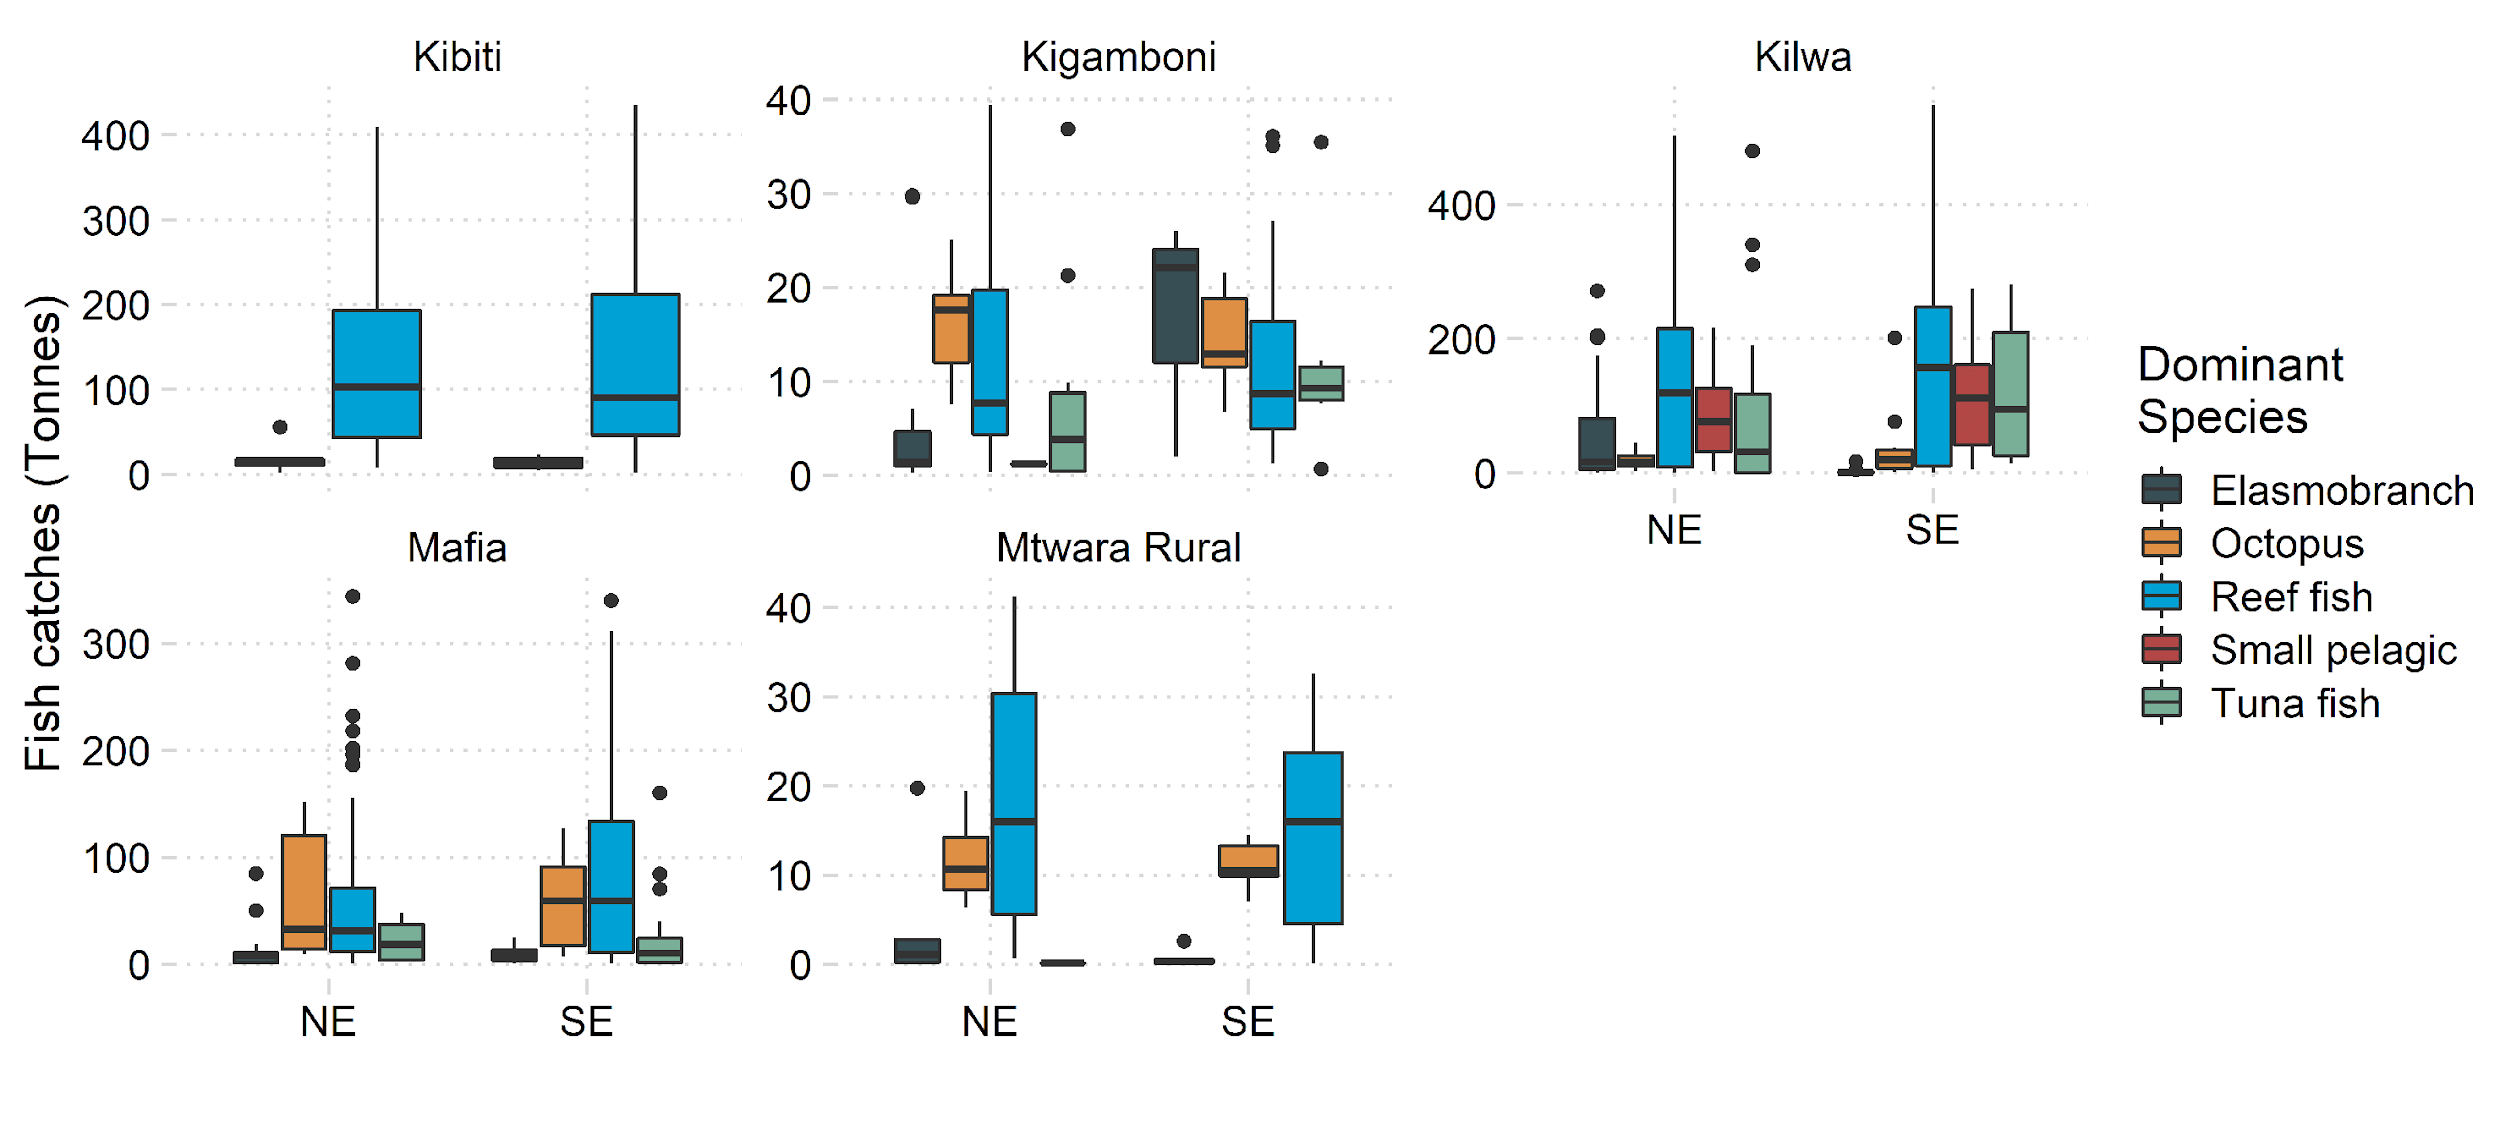 Kibiti
Kigamboni
Kilwa
Fish catches (Tonnes)
400
300
200
100
0
40
30
20
10
0
400
200
0
NE
SE
Mafia
Mtwara Rural
300
200
100
0
NE
SE
40
30
20
10
0
NE
SE
Dominant
Species
Elasmobranch
Octopus
Reef fish
Small pelagic
Tuna fish